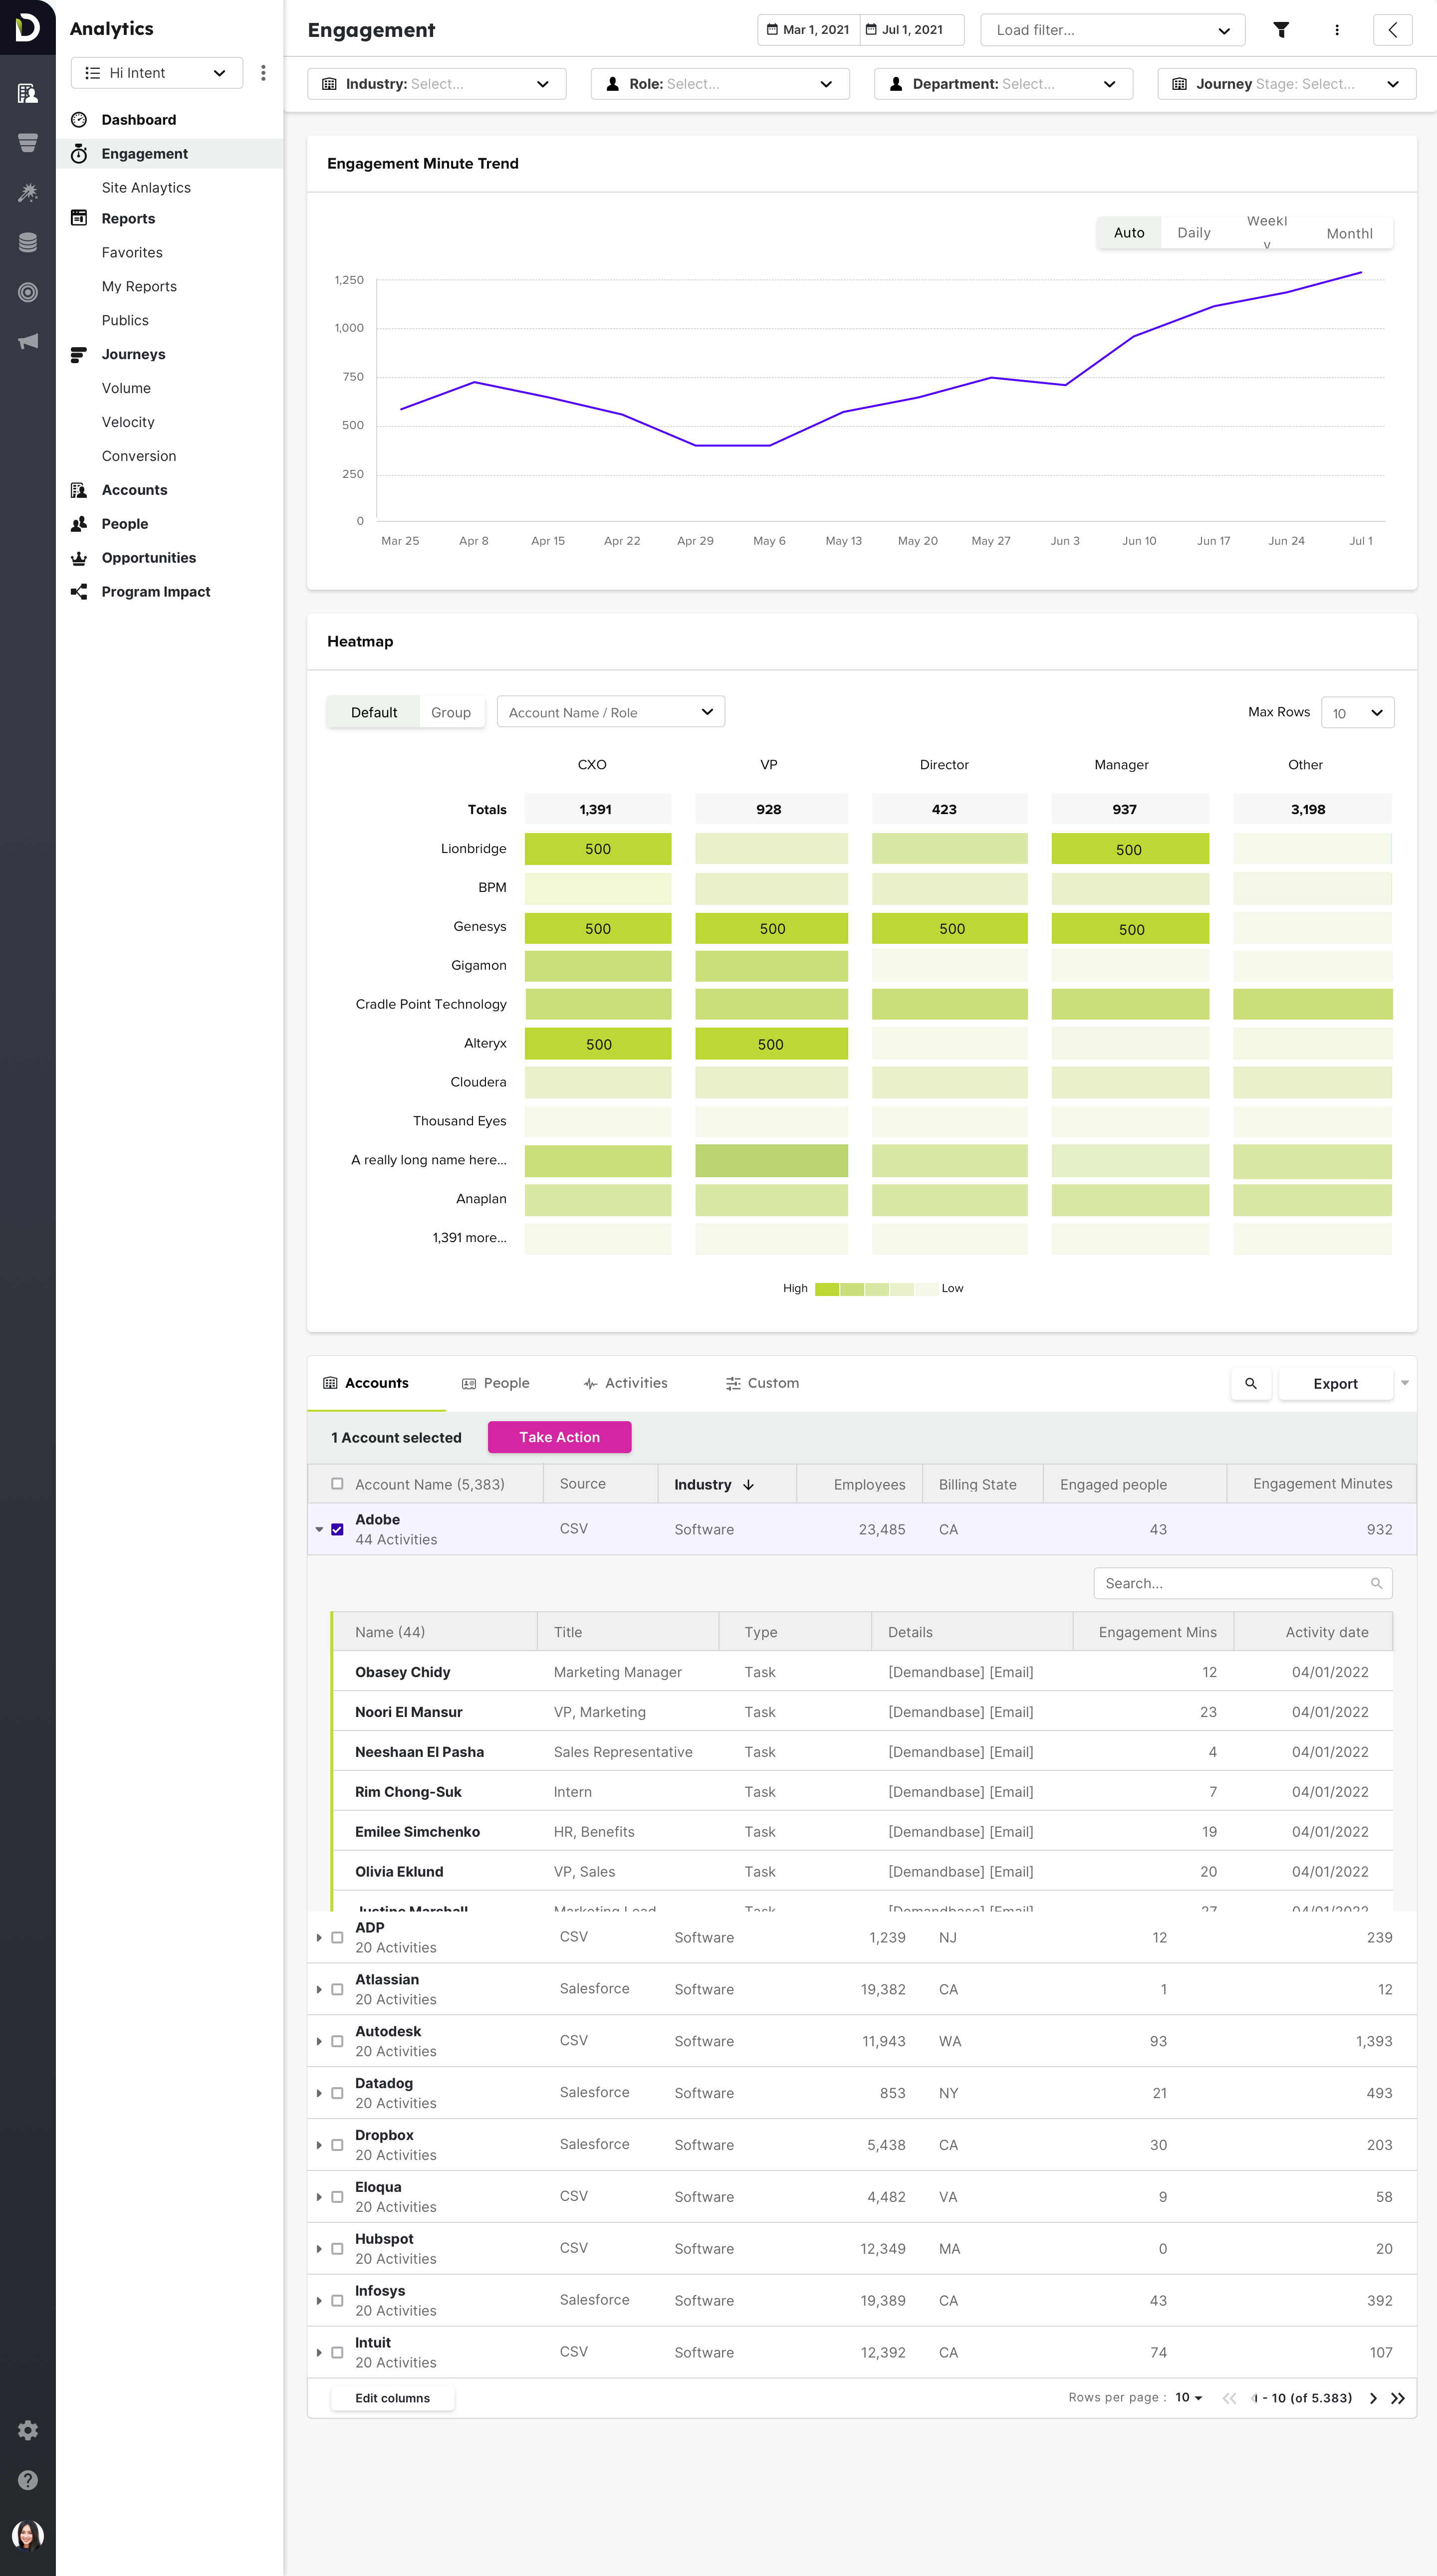 Analytics
Hi Intent
Dashboard
Engagement
Site Anlaytics
Reports
Favorites
My Reports
Publics
Journeys
Volume
Velocity
Conversion
Accounts
People
Opportunities
Program Impact
Engagement
Mar 1, 2021
Jul 1, 2021
Load filter...
Industry: Select...
Role: Select...
Department: Select...
Journey Stage: Select...
Engagement Minute Trend
Auto Daily Weekl
y Monthl
1,250
1,000
750
500
250
0
Mar 25 Apr 8 Apr 15 Apr 22 Apr 29 May 6 May 13 May 20 May 27 Jun 3 Jun 10 Jun 17 Jun 24 Jul 1
Heatmap
Default Group Account Name / Role Max Rows 10
CXO VP Director Manager Other
Totals 1,391 928 423 937 3,198
Lionbridge 500 500
BPM
Genesys 500 500 500 500
Gigamon
Cradle Point Technology
Alteryx 500 500
Cloudera
Thousand Eyes
A really long name here...
Anaplan
1,391 more...
High Low
Accounts People Activities Custom Export
1 Account selected Take Action
Account Name (5,383) Source Industry Employees Billing State Engaged people Engagement Minutes
Adobe
44 Activities CSV Software 23,485 CA 43 932
Search...
Name (44) Title Type Details Engagement Mins Activity date
Obasey Chidy Marketing Manager Task [Demandbase] [Email] 12 04/01/2022
Noori El Mansur VP, Marketing Task [Demandbase] [Email] 23 04/01/2022
Neeshaan El Pasha Sales Representative Task [Demandbase] [Email] 4 04/01/2022
Rim Chong-Suk Intern Task [Demandbase] [Email] 7 04/01/2022
Emilee Simchenko HR, Benefits Task [Demandbase] [Email] 19 04/01/2022
Olivia Eklund VP, Sales Task [Demandbase] [Email] 20 04/01/2022
Justine Marshall Marketing Lead Task [Demandbase] [Email] 27 04/01/2022
ADP
20 Activities CSV Software 1,239 NJ 12 239
Atlassian
20 Activities Salesforce Software 19,382 CA 1 12
Autodesk
20 Activities CSV Software 11,943 WA 93 1,393
Datadog
20 Activities Salesforce Software 853 NY 21 493
Dropbox
20 Activities Salesforce Software 5,438 CA 30 203
Eloqua
20 Activities CSV Software 4,482 VA 9 58
Hubspot
20 Activities CSV Software 12,349 MA 0 20
Infosys
20 Activities Salesforce Software 19,389 CA 43 392
Intuit
20 Activities CSV Software 12,392 CA 74 107
Edit columns Rows per page : 10 1 - 10 (of 5.383)